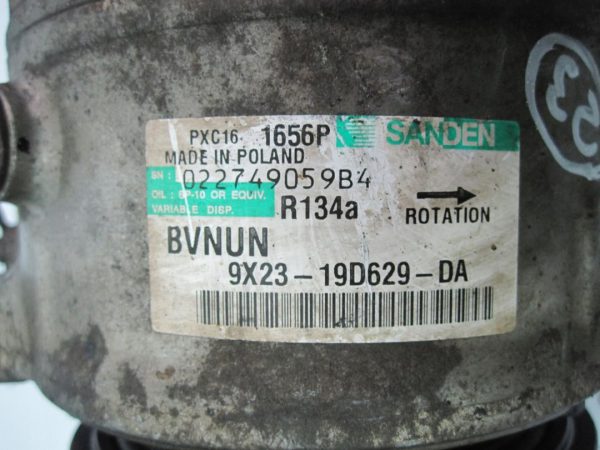 PXC16 1656P SANDEN
MADE IN POLAND
SN : 022749059B4
OIL : SP-10 OR EQUIV.
VARIABLE DISP. R134a ROTATION
BVNUN
9X23-19D629-DA
53